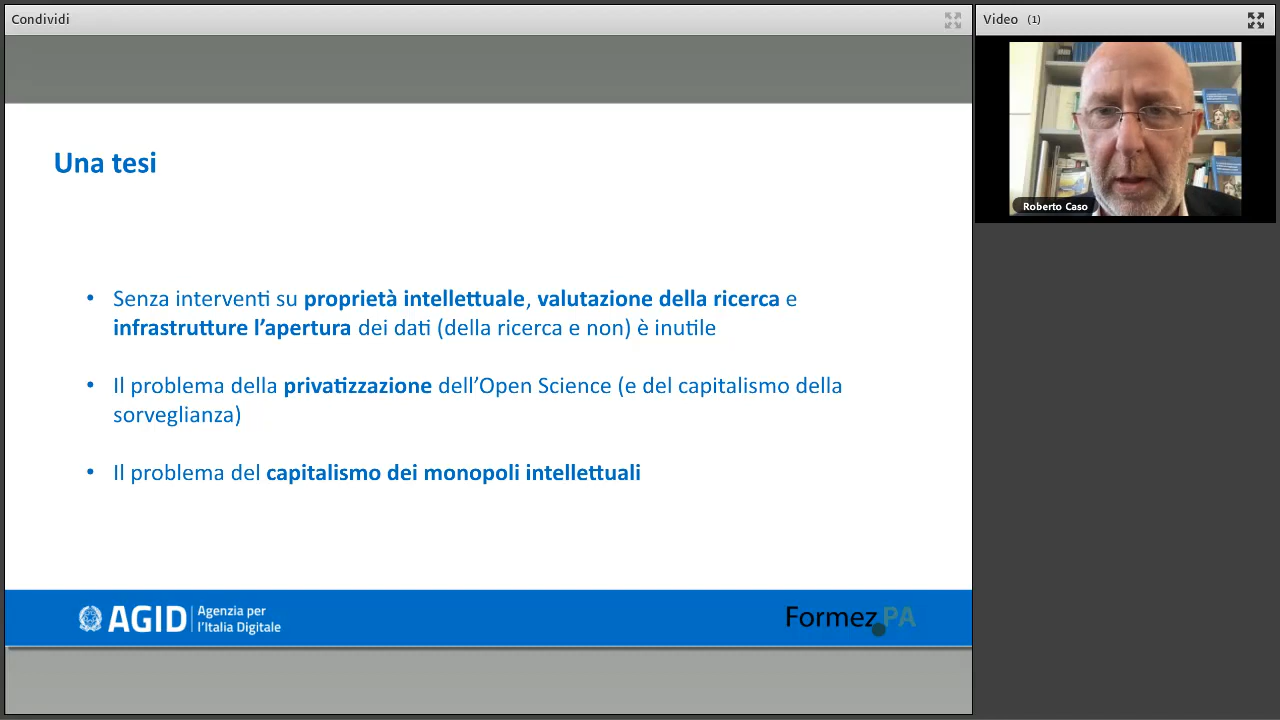 Condividi
Video (1)
Roberto Caso
Una tesi
• Senza interventi su proprietà intellettuale, valutazione della ricerca e
infrastrutture l’apertura dei dati (della ricerca e non) è inutile
• Il problema della privatizzazione dell’Open Science (e del capitalismo della
sorveglianza)
• Il problema del capitalismo dei monopoli intellettuali
AGID
Agenzia per
l’Italia Digitale
Formez PA